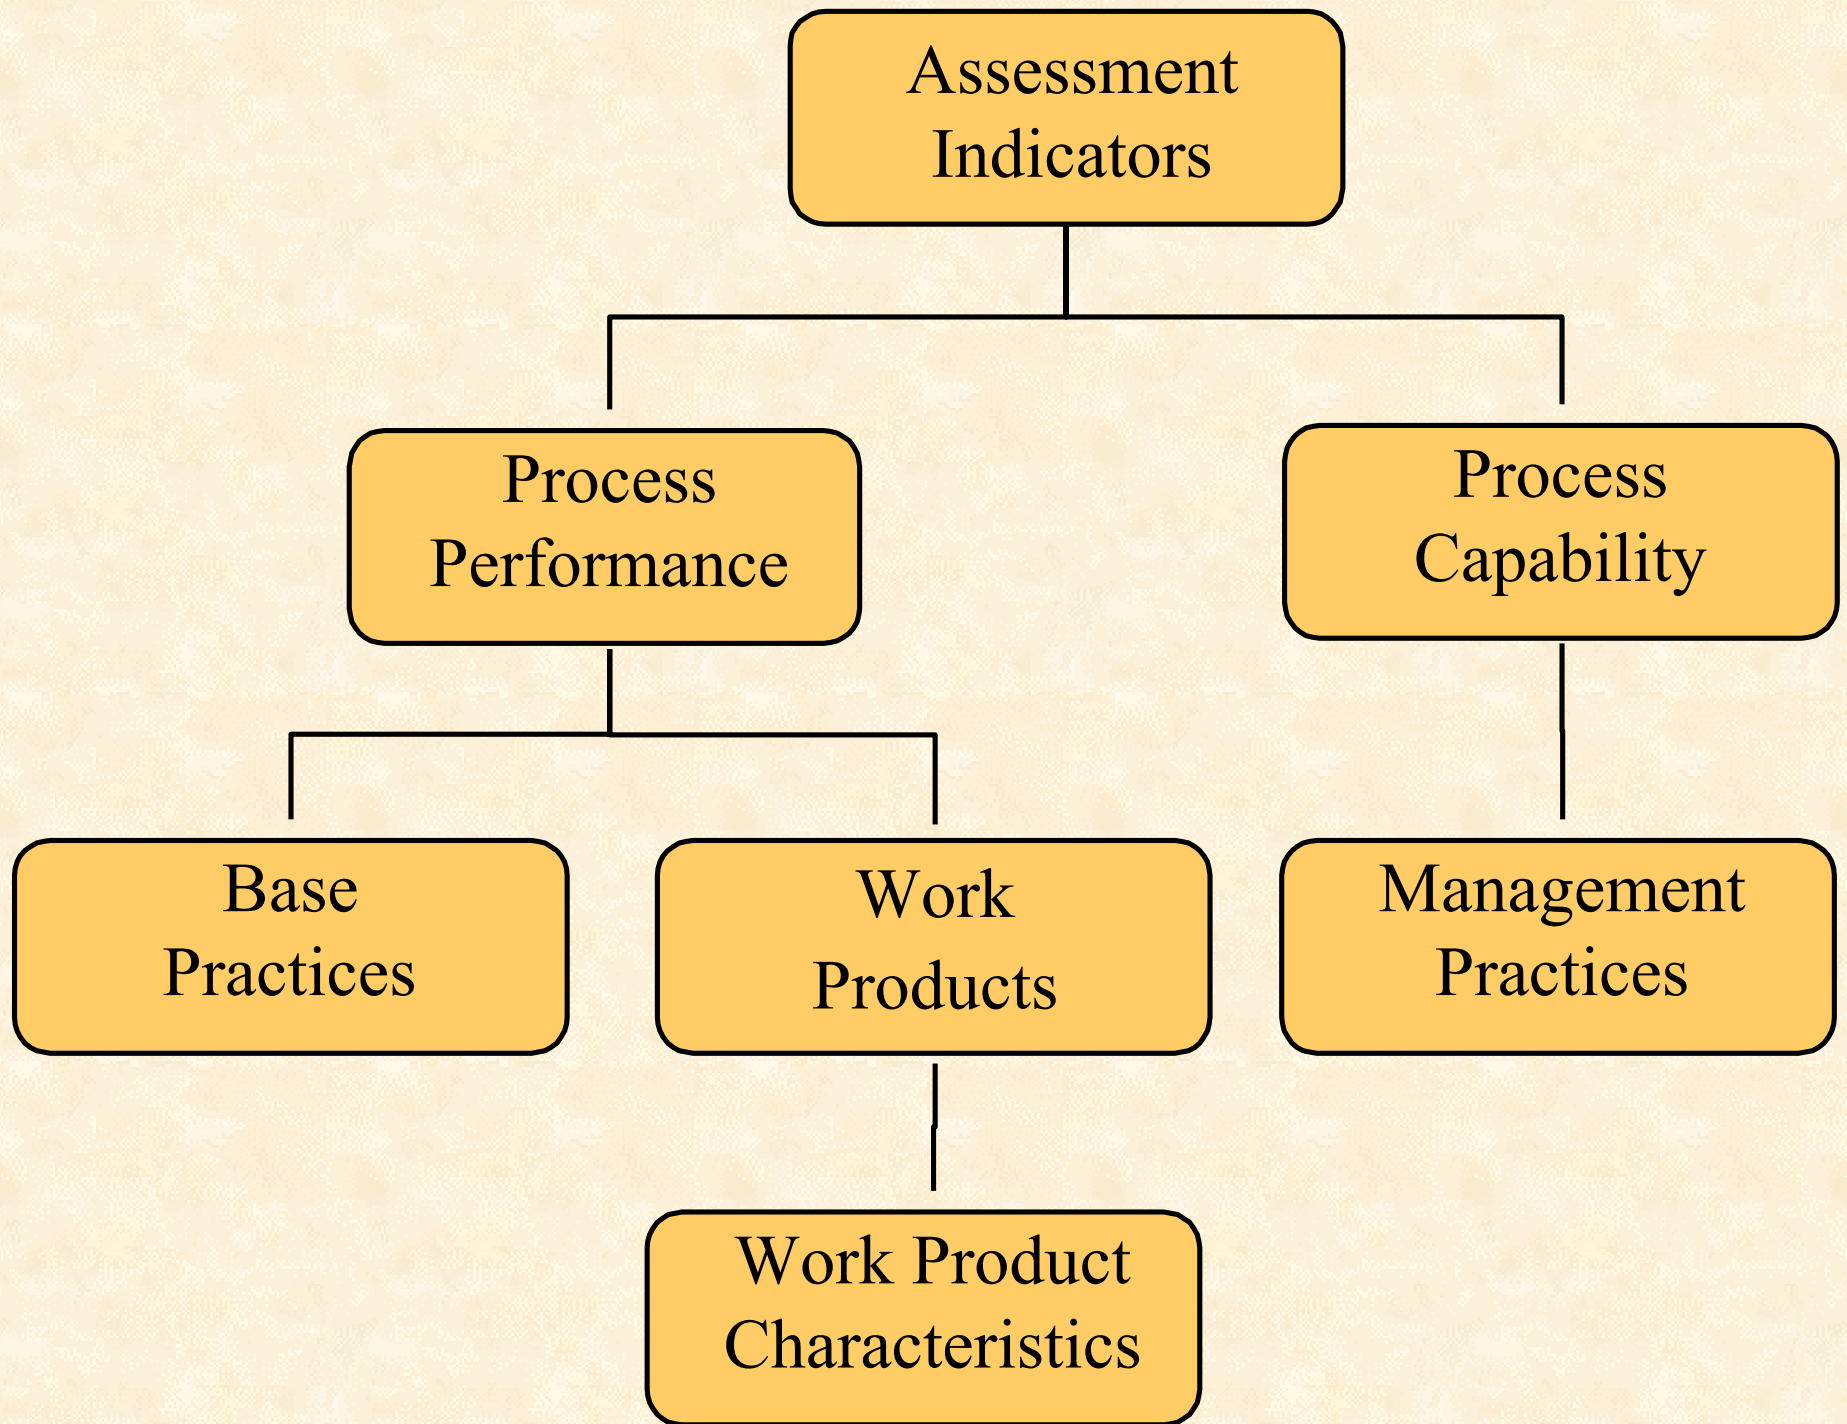 Assessment
Indicators
Process
Performance
Process
Capability
Base
Practices
Work
Products
Management
Practices
Work Product
Characteristics